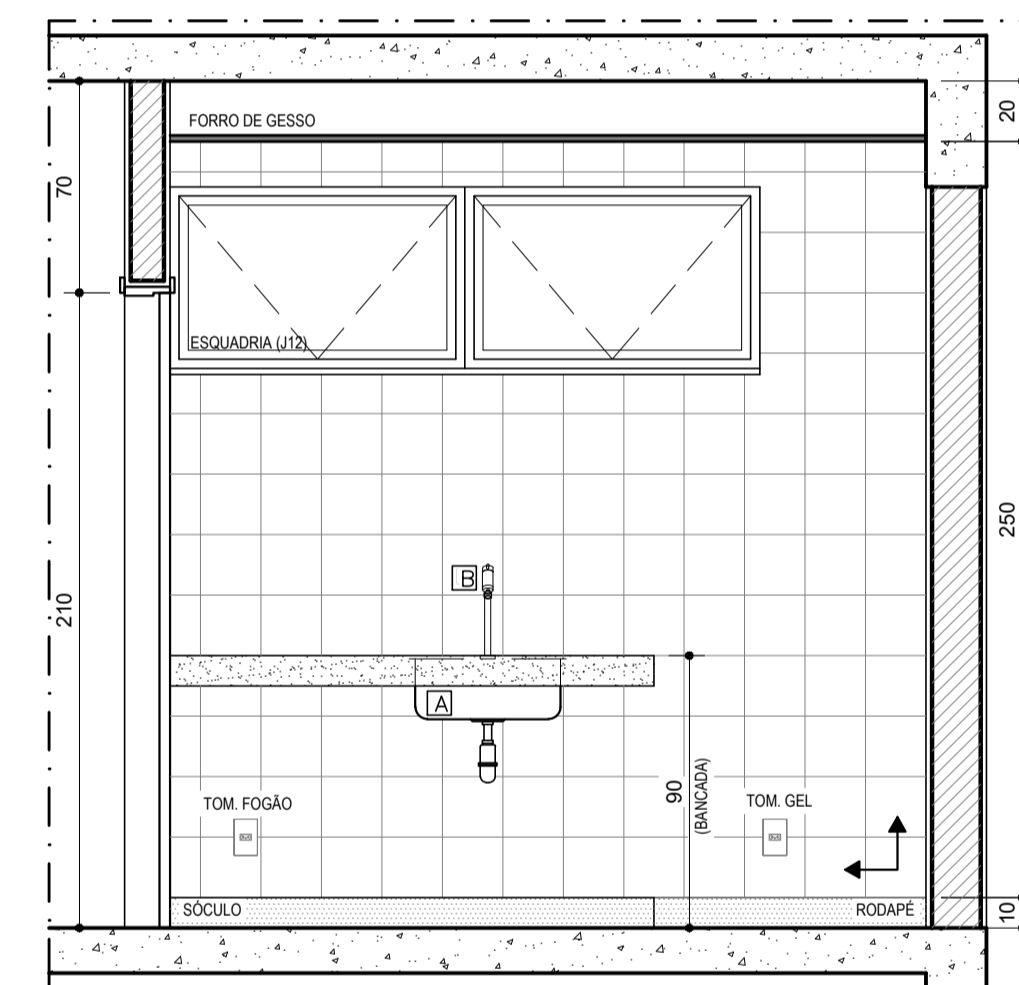 FORRO DE GESSO
20
70
ESQUADRIA (J12)
250
B
210
A
90
(BANCADA)
TOM. FOGÃO
TOM. GEL
SÓCULO
RODAPÉ
10